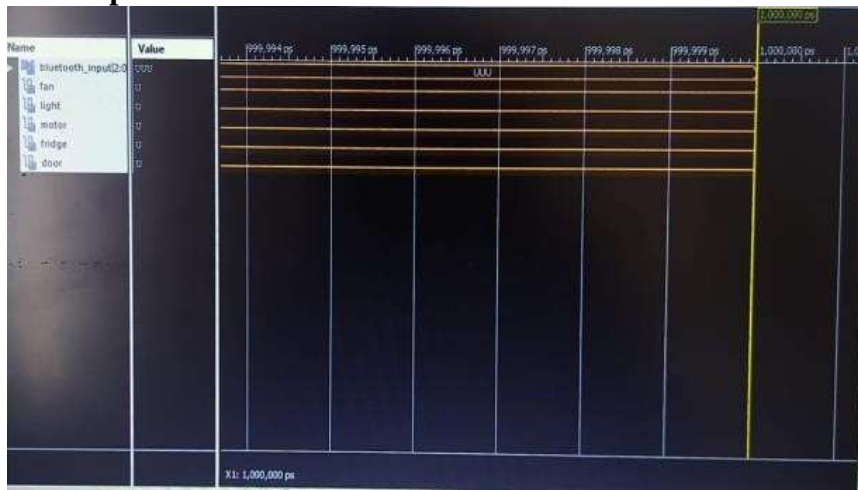 1,000,000 ps
Name Value
999,994 ps 999,995 ps 999,996 ps 999,997 ps 999,998 ps 999,999 ps 1,000,000 ps
bluetooth_input[2:0 UUU UUU
fan U
light U
motor U
fridge U
door U
X1: 1,000,000 ps